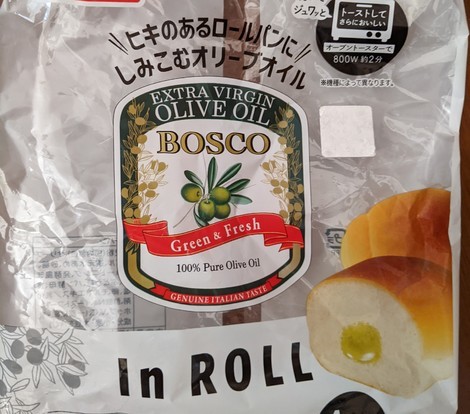 ジュワッと
トーストして
さらにおいしい
オーブントースターで
800W 約2分
※機種によって異なります。
ヒキのあるロールパンに
しみこむオリーブオイル
EXTRA VIRGIN
OLIVE OIL
BOSCO
Green & Fresh
100% Pure Olive Oil
GENUINE ITALIAN TASTE
In ROLL